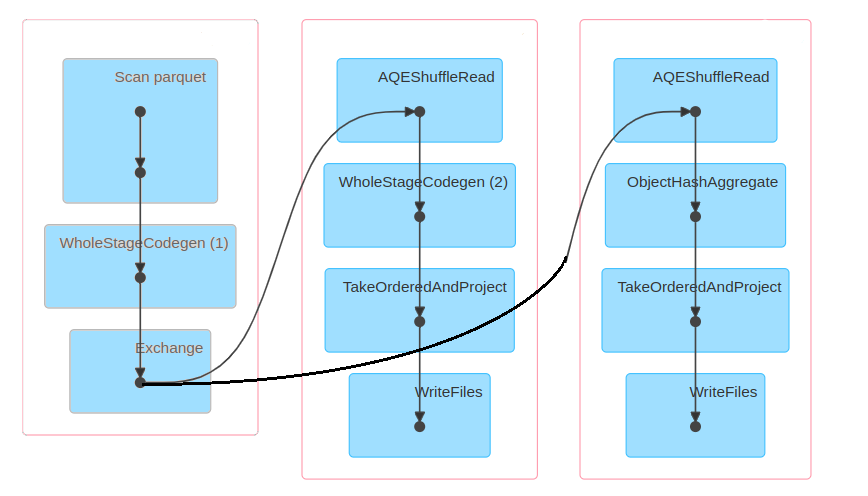 Scan parquet
WholeStageCodegen (1)
Exchange
AQEShuffleRead
WholeStageCodegen (2)
TakeOrderedAndProject
WriteFiles
AQEShuffleRead
ObjectHashAggregate
TakeOrderedAndProject
WriteFiles